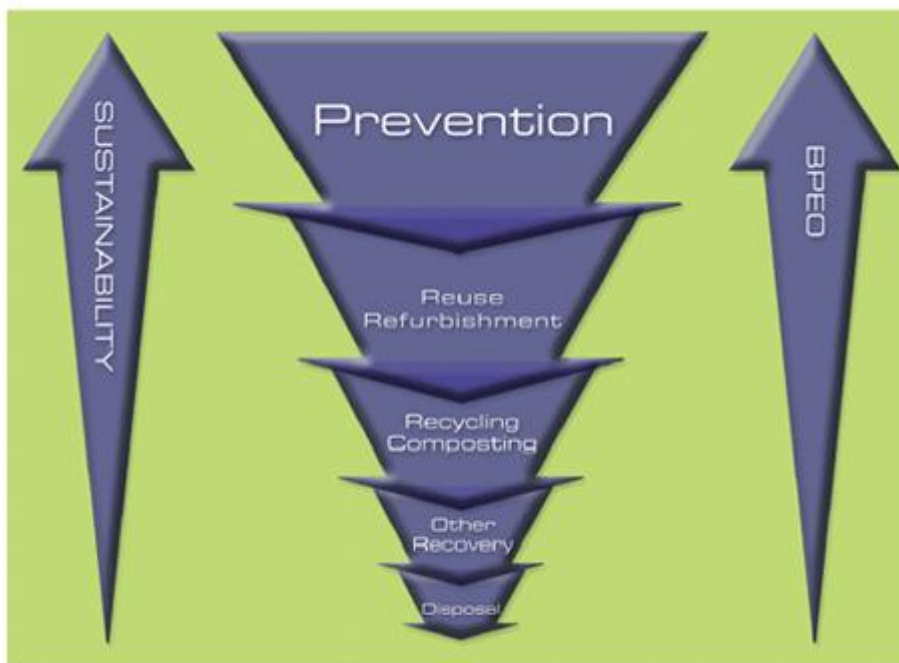 SUSTAINABILITY
Prevention
Reuse
Refurbishment
Recycling
Composting
Other
Recovery
Disposal
BPEO